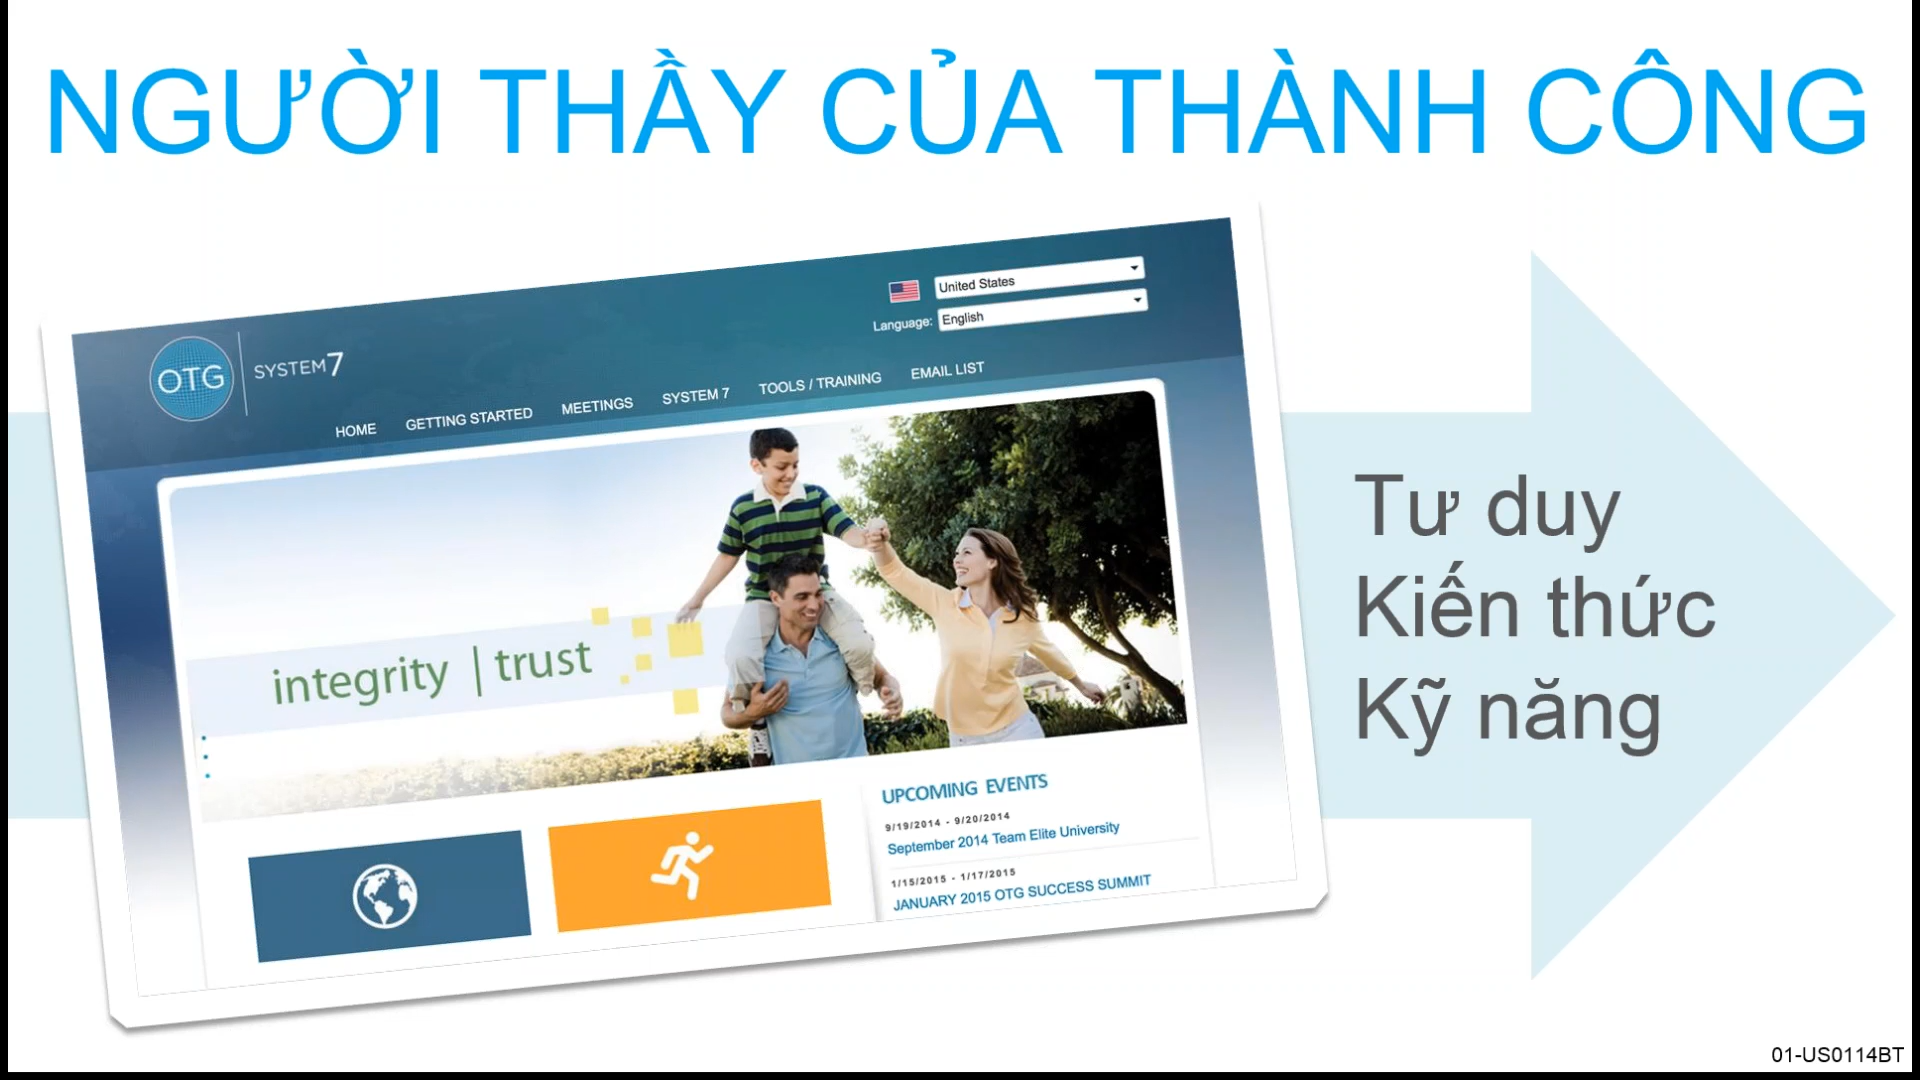 NGƯỜI THẦY CỦA THÀNH CÔNG
United States
Language: English
OTG SYSTEM7
HOME GETTING STARTED MEETINGS SYSTEM 7 TOOLS / TRAINING EMAIL LIST
integrity | trust
Tư duy
Kiến thức
Kỹ năng
UPCOMING EVENTS
9/19/2014 - 9/20/2014
September 2014 Team Elite University
1/15/2015 - 1/17/2015
JANUARY 2015 OTG SUCCESS SUMMIT
01-US0114BT